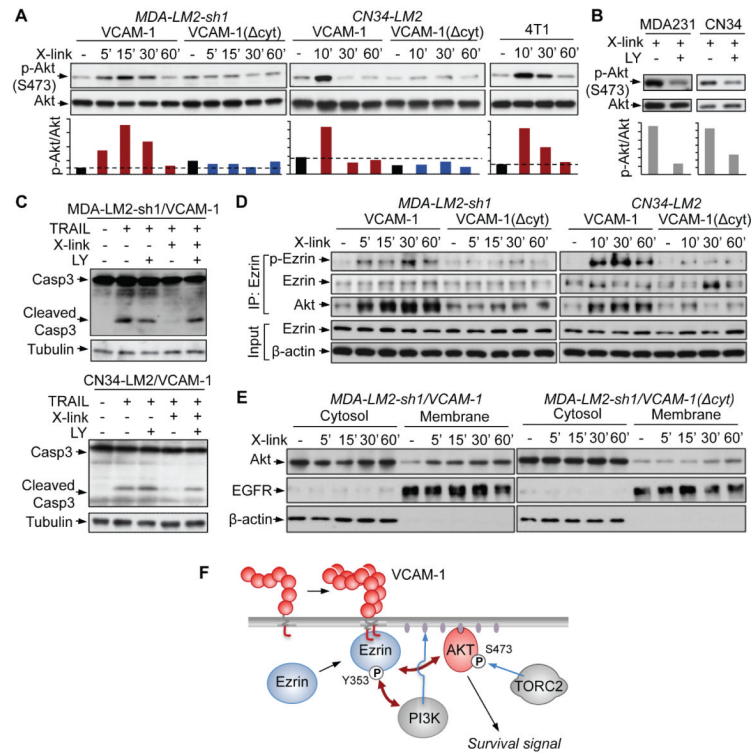 A
MDA-LM2-sh1
CN34-LM2
VCAM-1 VCAM-1(Δcyt) VCAM-1 VCAM-1(Δcyt) 4T1
X-link - 5' 15' 30' 60' - 5' 15' 30' 60' - 10' 30' 60' - 10' 30' 60' - 10' 30' 60'
p-Akt
(S473)
Akt
p-Akt/Akt
B
MDA231 CN34
X-link + + + +
LY - + - +
p-Akt
(S473)
Akt
p-Akt/Akt
C
MDA-LM2-sh1/VCAM-1
TRAIL - + + + +
X-link - - - + +
LY - - + - +
Casp3
Cleaved
Casp3
Tubulin
CN34-LM2/VCAM-1
TRAIL - + + + +
X-link - - - + +
LY - - + - +
Casp3
Cleaved
Casp3
Tubulin
D
MDA-LM2-sh1 CN34-LM2
VCAM-1 VCAM-1(Δcyt) VCAM-1 VCAM-1(Δcyt)
X-link - 5' 15' 30' 60' - 5' 15' 30' 60' - 10' 30' 60' - 10' 30' 60'
IP: Ezrin
p-Ezrin
Ezrin
Akt
Input
Ezrin
β-actin
E
MDA-LM2-sh1/VCAM-1 MDA-LM2-sh1/VCAM-1(Δcyt)
Cytosol Membrane Cytosol Membrane
X-link - 5' 15' 30' 60' - 5' 15' 30' 60' - 5' 15' 30' 60' - 5' 15' 30' 60'
Akt
EGFR
β-actin
F
VCAM-1
Ezrin
Ezrin
Y353
P
PI3K
AKT
S473
P
TORC2
Survival signal